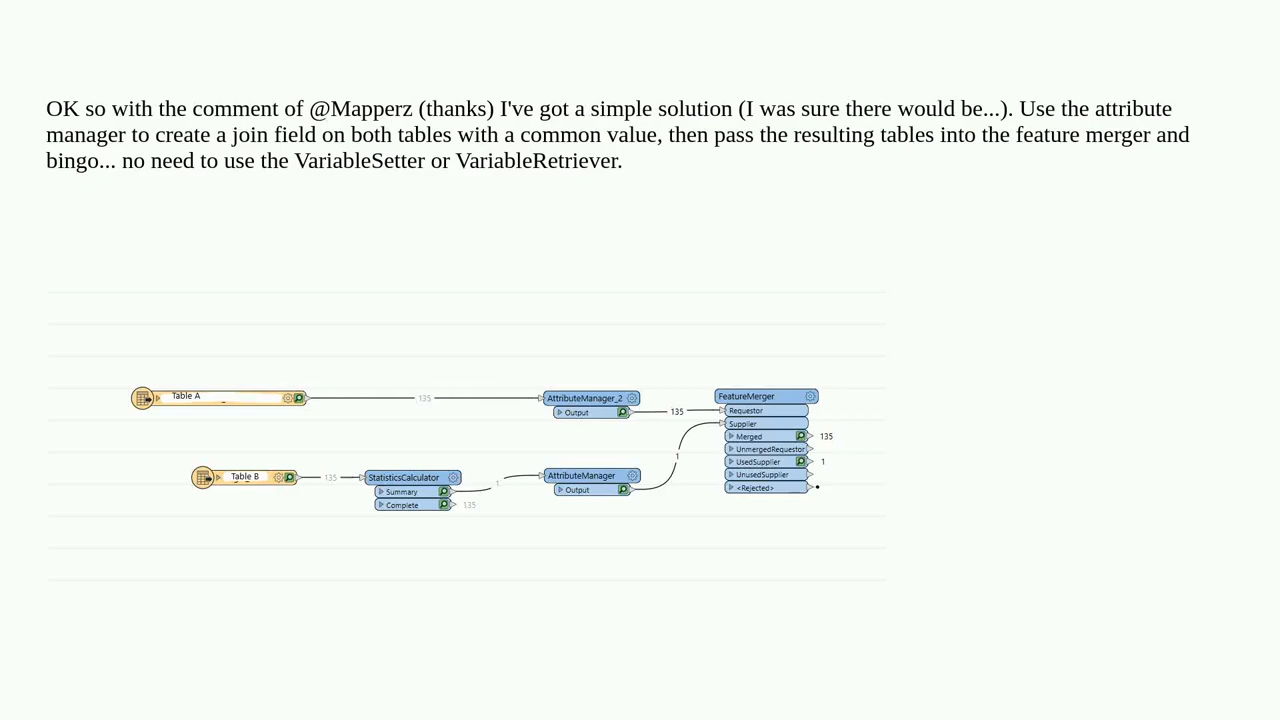 OK so with the comment of @Mapperz (thanks) I've got a simple solution (I was sure there would be...). Use the attribute
manager to create a join field on both tables with a common value, then pass the resulting tables into the feature merger and
bingo... no need to use the VariableSetter or VariableRetriever.
Table A
135
AttributeManager_2
Output
135
FeatureMerger
Requestor
Supplier
Merged
135
UnmergedRequestor
UsedSupplier
1
UnusedSupplier
<Rejected>
Table B
135
StatisticsCalculator
Summary
1
Complete
135
AttributeManager
Output
1